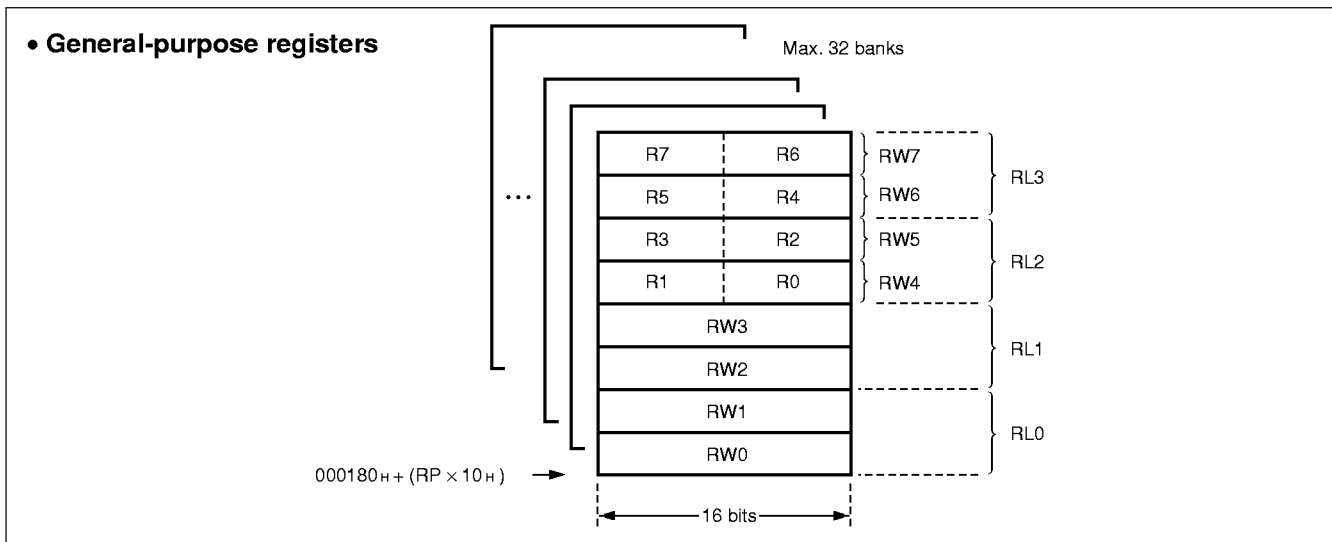 • General-purpose registers
Max. 32 banks
R7 R6 RW7
RL3
...
R5 R4 RW6
R3 R2 RW5
RL2
R1 R0 RW4
RW3
RL1
RW2
RW1
RL0
RW0
000180H + (RP × 10H)
16 bits